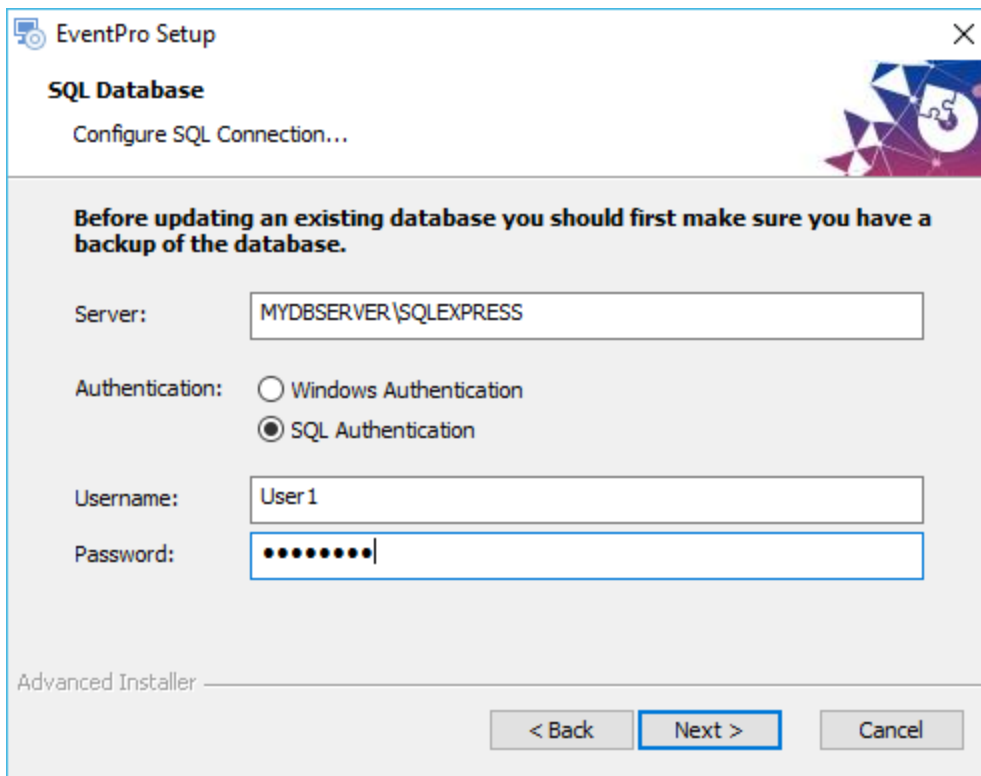 EventPro Setup
SQL Database
Configure SQL Connection...
Before updating an existing database you should first make sure you have a
backup of the database.
Server: MYDBSERVER\SQLEXPRESS
Authentication: Windows Authentication
SQL Authentication
Username: User1
Password: ●●●●●●●●
Advanced Installer
< Back Next > Cancel